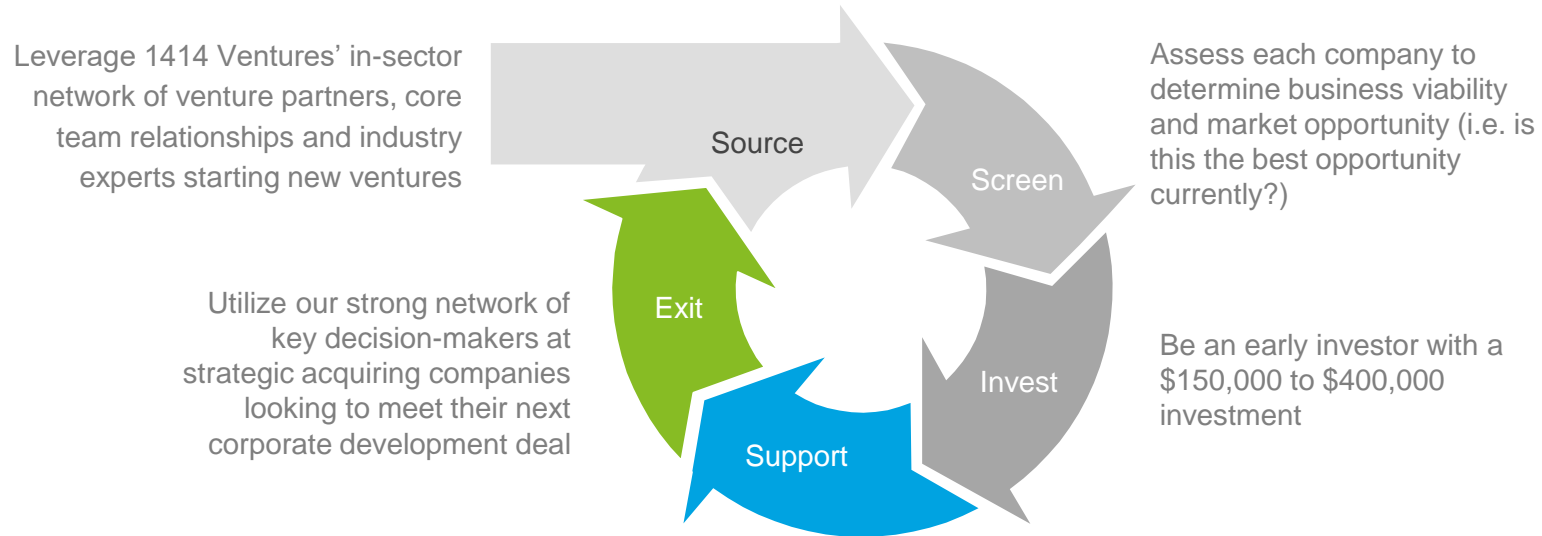 Leverage 1414 Ventures’ in-sector
network of venture partners, core
team relationships and industry
experts starting new ventures
Source
Screen
Assess each company to
determine business viability
and market opportunity (i.e. is
this the best opportunity
currently?)
Utilize our strong network of
key decision-makers at
strategic acquiring companies
looking to meet their next
corporate development deal
Exit
Invest
Be an early investor with a
$150,000 to $400,000
investment
Support